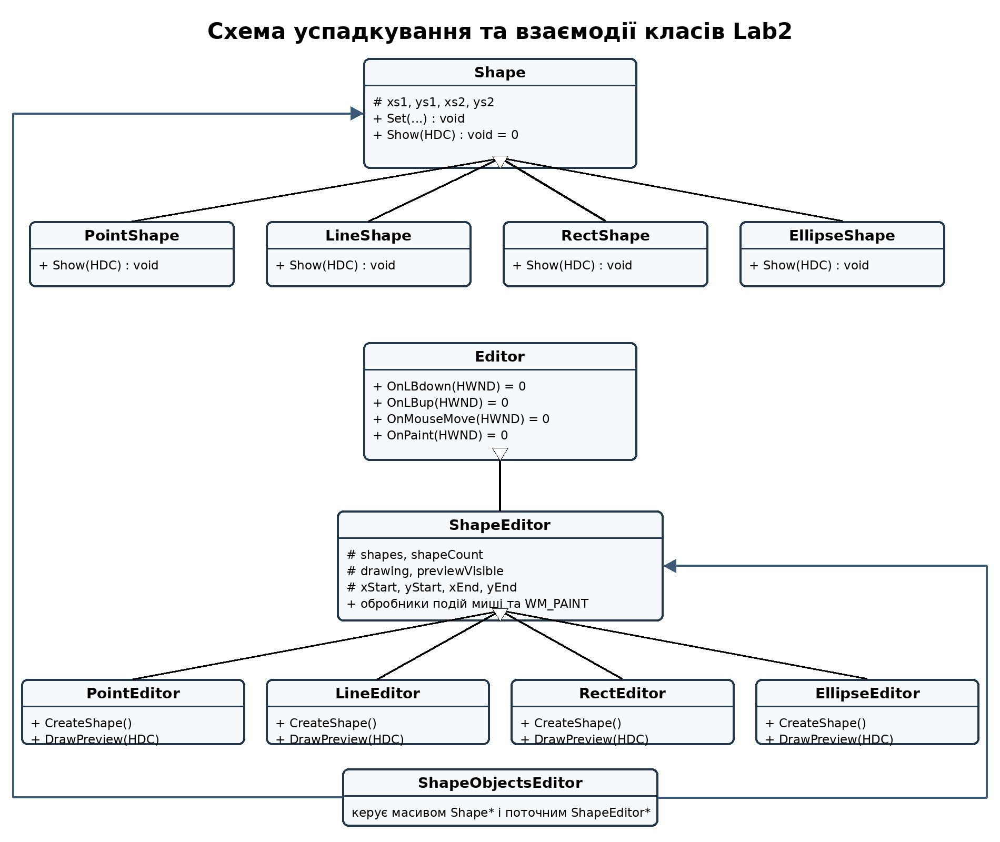 Схема успадкування та взаємодії класів Lab2
Shape
# xs1, ys1, xs2, ys2
+ Set(...) : void
+ Show(HDC) : void = 0
PointShape
+ Show(HDC) : void
LineShape
+ Show(HDC) : void
RectShape
+ Show(HDC) : void
EllipseShape
+ Show(HDC) : void
Editor
+ OnLBdown(HWND) = 0
+ OnLBup(HWND) = 0
+ OnMouseMove(HWND) = 0
+ OnPaint(HWND) = 0
ShapeEditor
# shapes, shapeCount
# drawing, previewVisible
# xStart, yStart, xEnd, yEnd
+ обробники подій миші та WM_PAINT
PointEditor
+ CreateShape()
+ DrawPreview(HDC)
LineEditor
+ CreateShape()
+ DrawPreview(HDC)
RectEditor
+ CreateShape()
+ DrawPreview(HDC)
EllipseEditor
+ CreateShape()
+ DrawPreview(HDC)
ShapeObjectsEditor
керує масивом Shape* і поточним ShapeEditor*